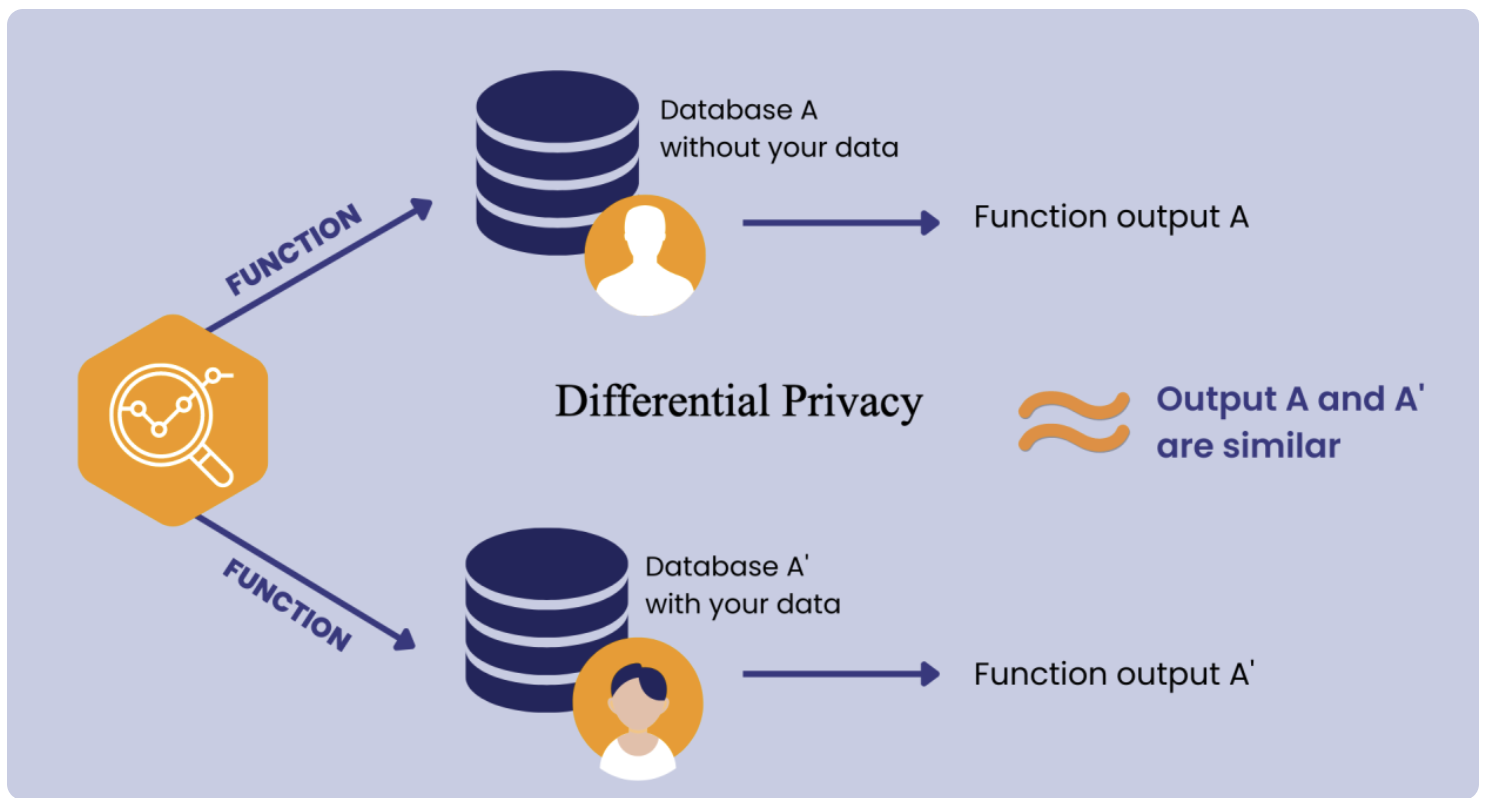 FUNCTION
Database A
without your data
Function output A
Differential Privacy
Output A and A'
are similar
FUNCTION
Database A'
with your data
Function output A'